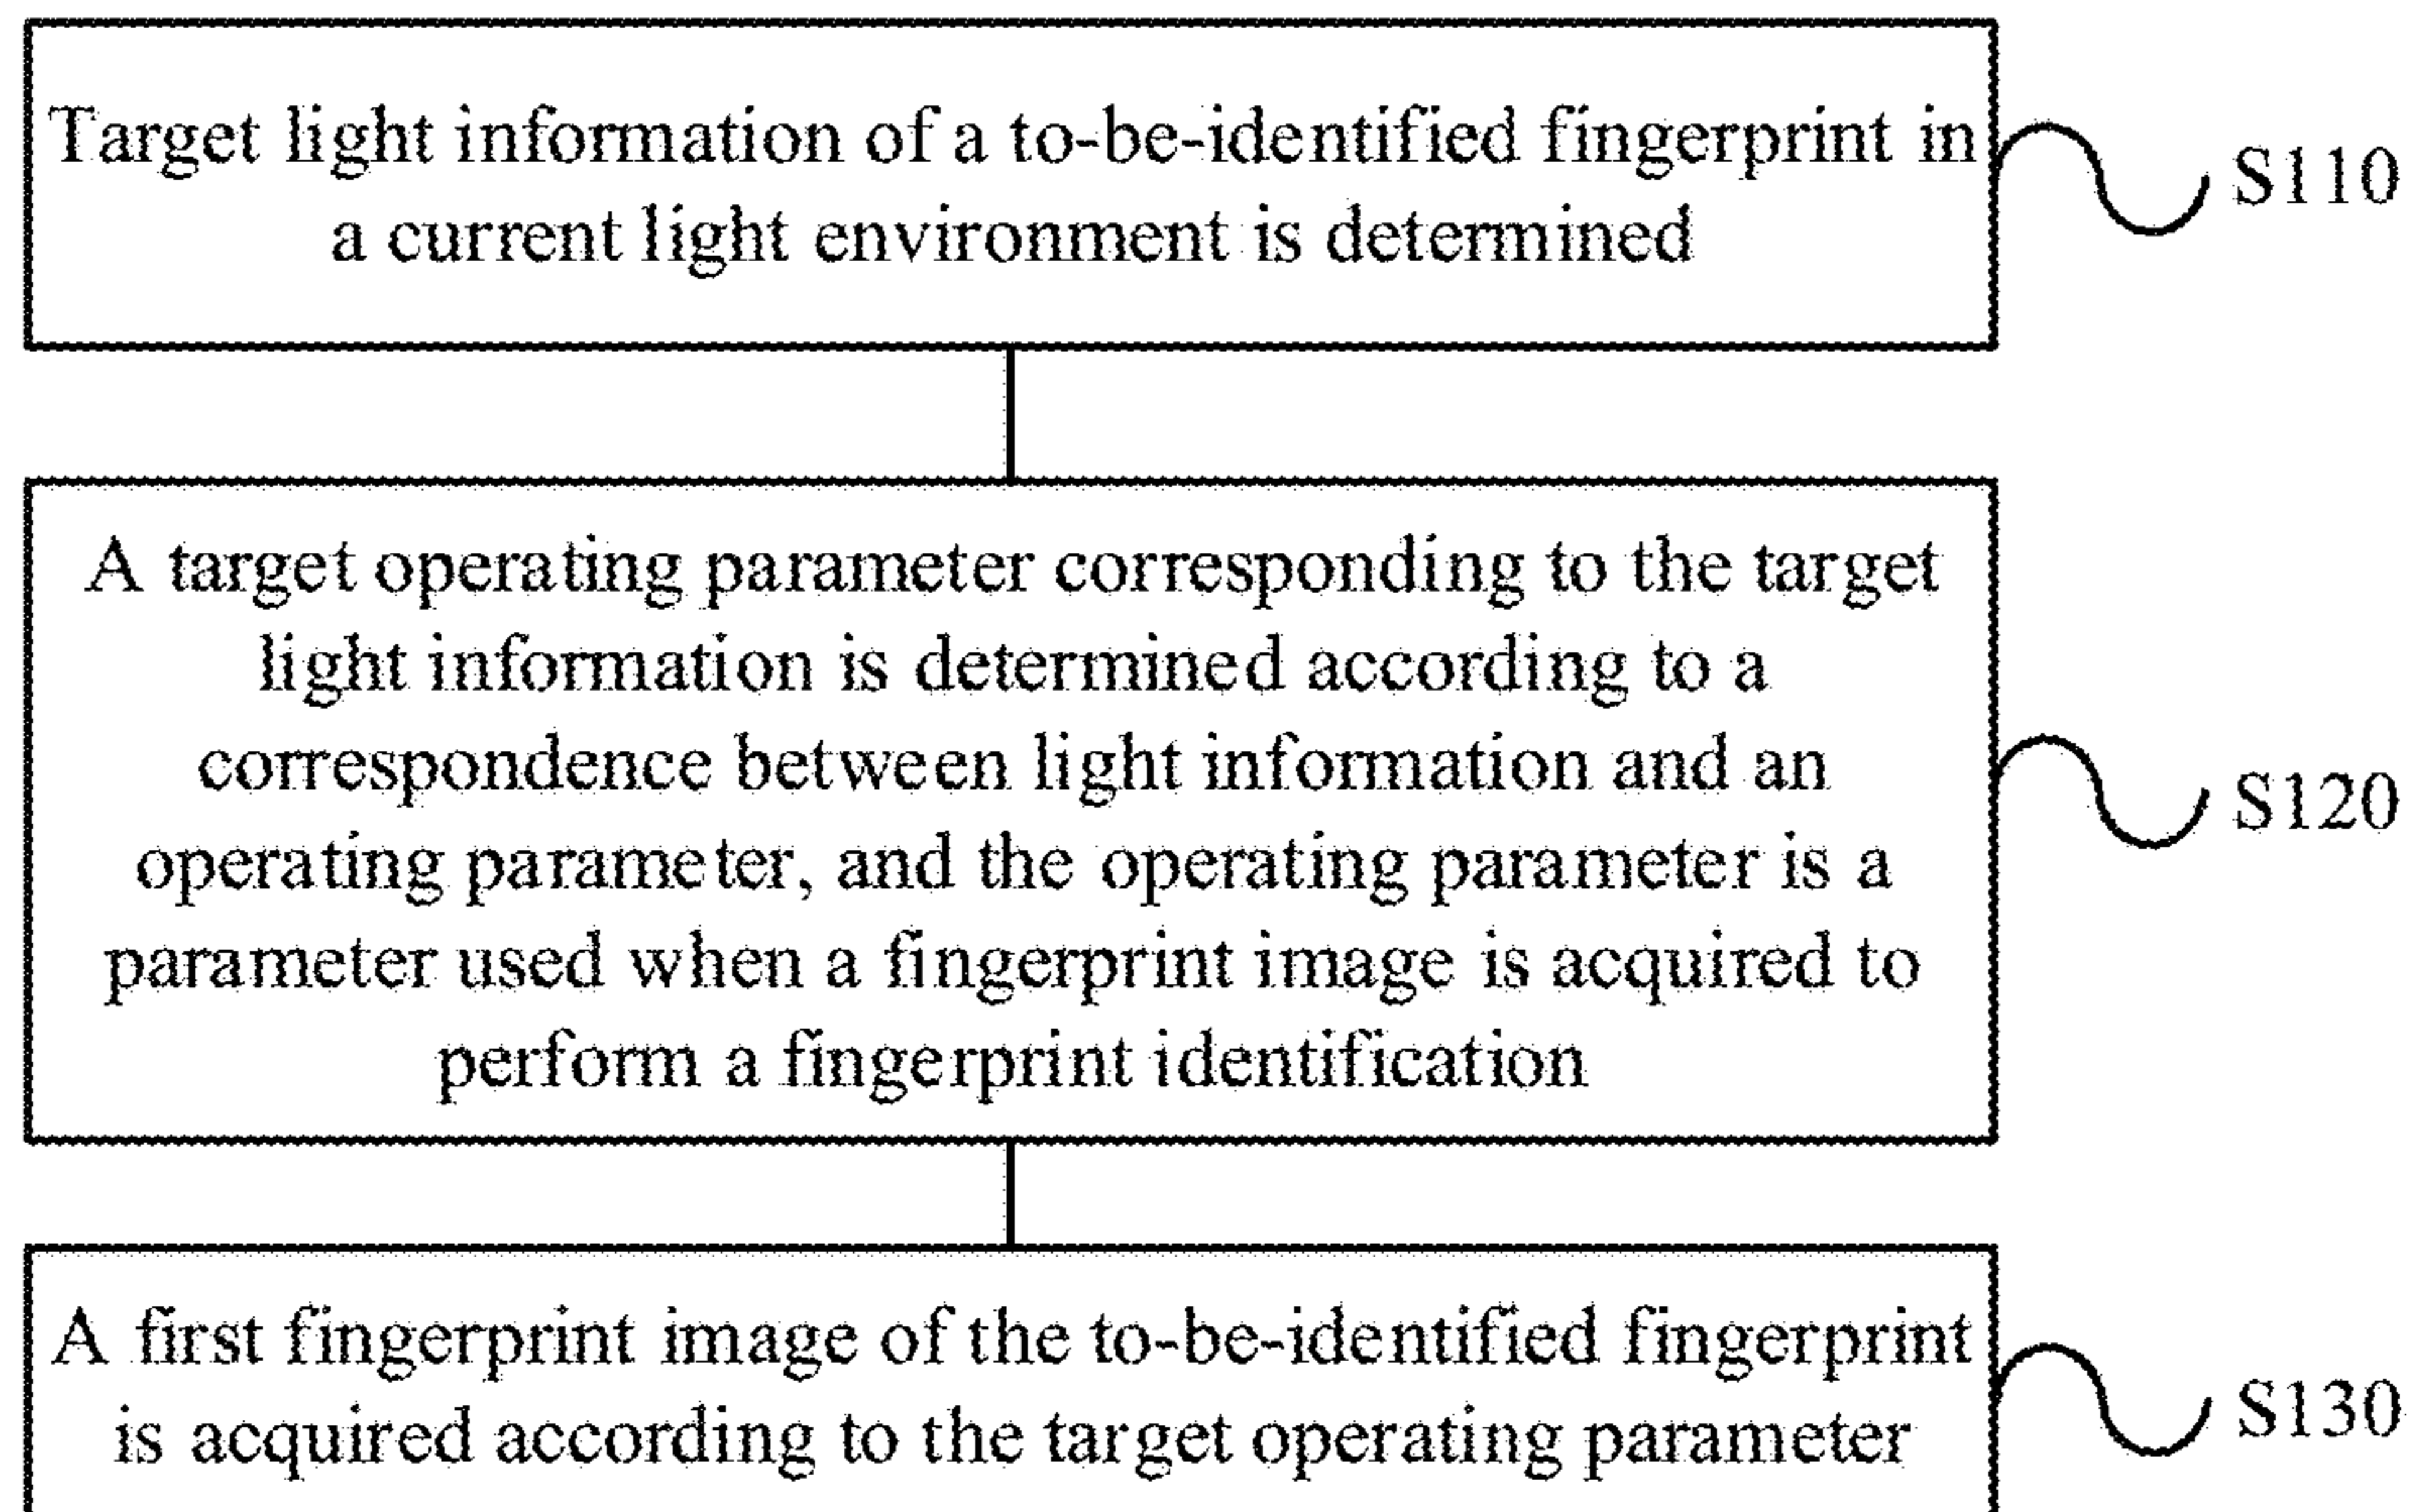 Target light information of a to-be-identified fingerprint in
a current light environment is determined
S110
A target operating parameter corresponding to the target
light information is determined according to a
correspondence between light information and an
operating parameter, and the operating parameter is a
parameter used when a fingerprint image is acquired to
perform a fingerprint identification
S120
A first fingerprint image of the to-be-identified fingerprint
is acquired according to the target operating parameter
S130